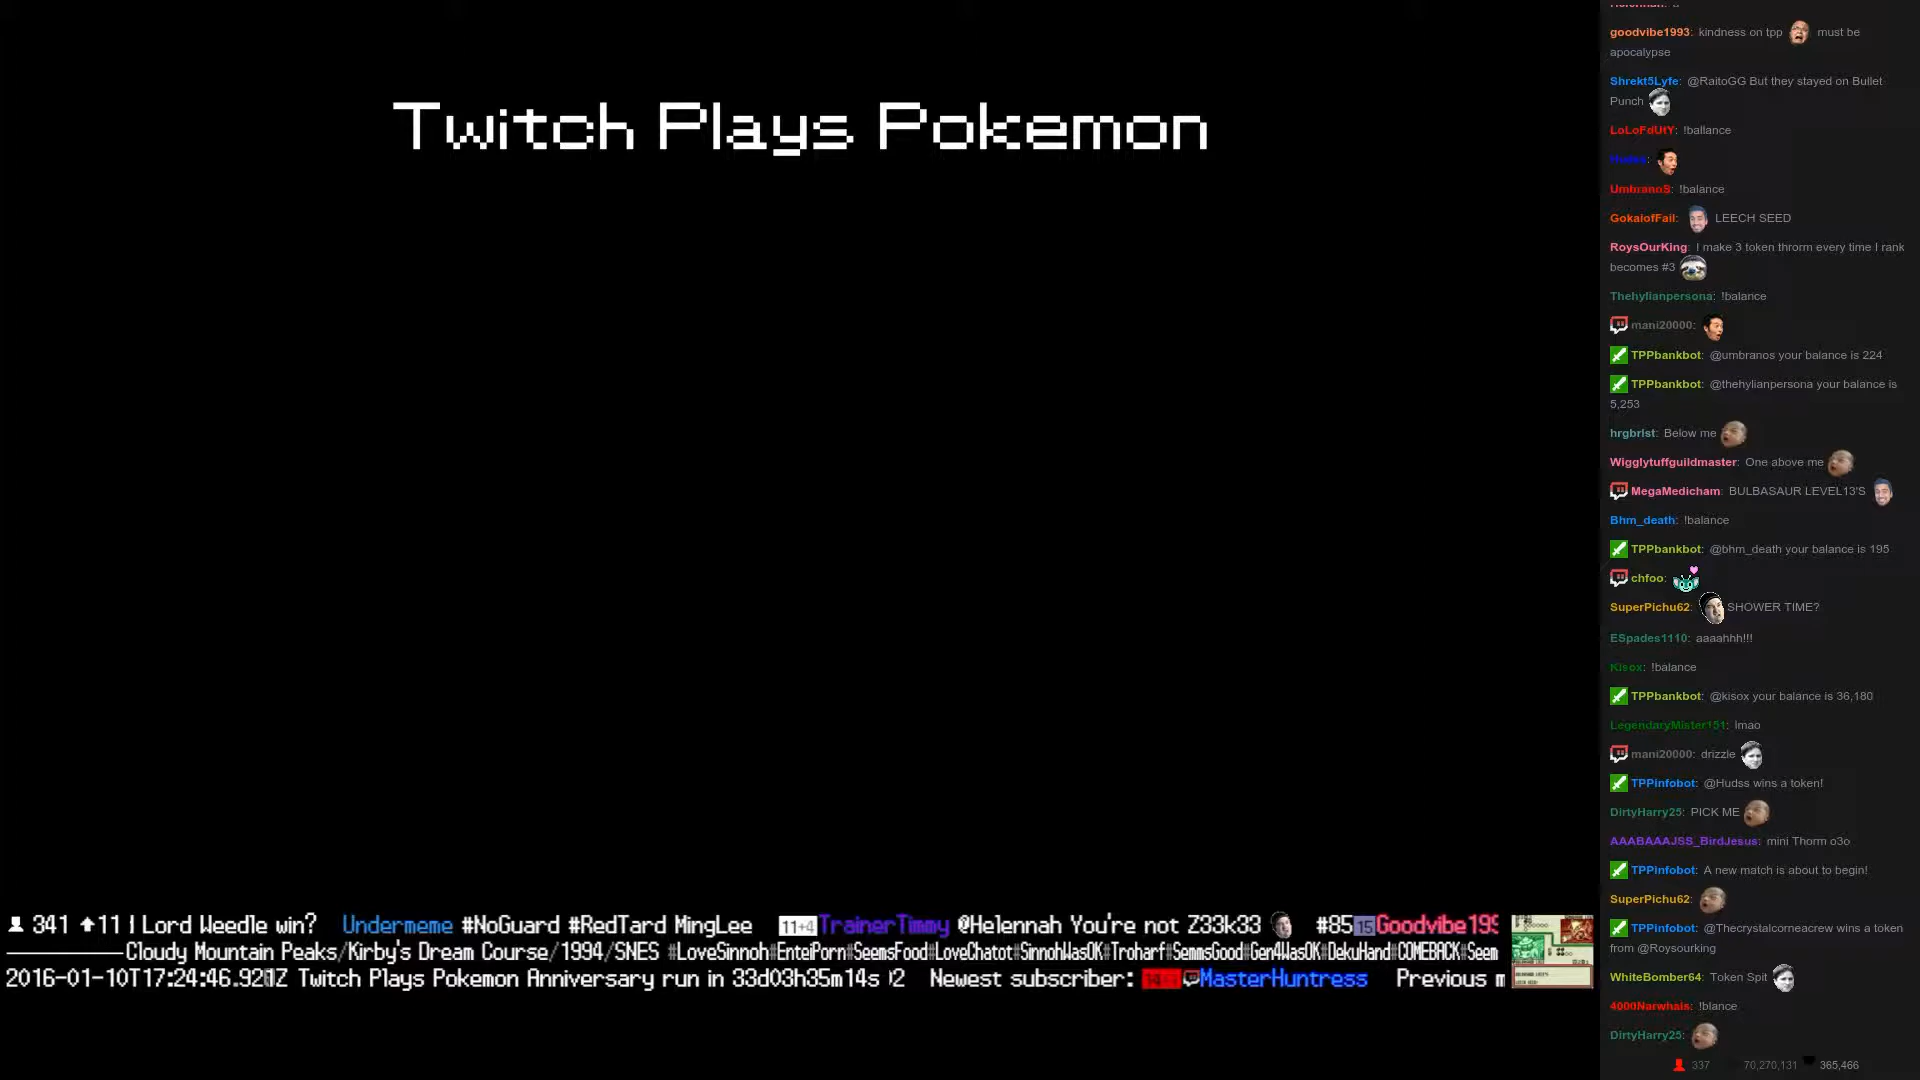 Twitch Plays Pokemon
341 11 Lord Weedle win? Undermeme #NoGuard #RedTard MingLee 11+4 TrainerTimmy @Helennah You're not Z33k33 #85 15 Goodvibe199
Cloudy Mountain Peaks/Kirby's Dream Course/1994/SNES #LoveSinnoh#EntePorn#SeemsFood#LoveChatot#SinnohWasOK#Troharf#SemmsGood#Gen4WasOK#DekuHand#COMEBACK#Seem
2016-01-10T17:24:46.92 Z Twitch Plays Pokemon Anniversary run in 33d03h35m14s Newest subscriber: MasterHuntress Previous m
goodvibe1993: kindness on tpp must be
apocalypse
Shrekt5Lyfe: @RaitoGG But they stayed on Bullet
Punch
LoLoFdUtY: !ballance
Hudss:
UmbranoS: !balance
GokaiofFail: LEECH SEED
RoysOurKing: I make 3 token throrm every time I rank
becomes #3
Thehylianpersona: !balance
mani20000:
TPPbankbot: @umbranos your balance is 224
TPPbankbot: @thehylianpersona your balance is
5,253
hrgbrlst: Below me
Wigglytuffguildmaster: One above me
MegaMedicham: BULBASAUR LEVEL13'S
Bhm_death: !balance
TPPbankbot: @bhm_death your balance is 195
chfoo:
SuperPichu62: SHOWER TIME?
ESpades1110: aaaahhh!!!
Kisox: !balance
TPPbankbot: @kisox your balance is 36,180
LegendaryMister151: lmao
mani20000: drizzle
TPPinfobot: @Hudss wins a token!
DirtyHarry25: PICK ME
AAABAAAJSS_BirdJesus: mini Thorm o3o
TPPinfobot: A new match is about to begin!
SuperPichu62:
TPPinfobot: @Thecrystalcorneacrew wins a token
from @Roysourking
WhiteBomber64: Token Spit
4000Narwhals: !blance
DirtyHarry25:
337 70,270,131 365,466